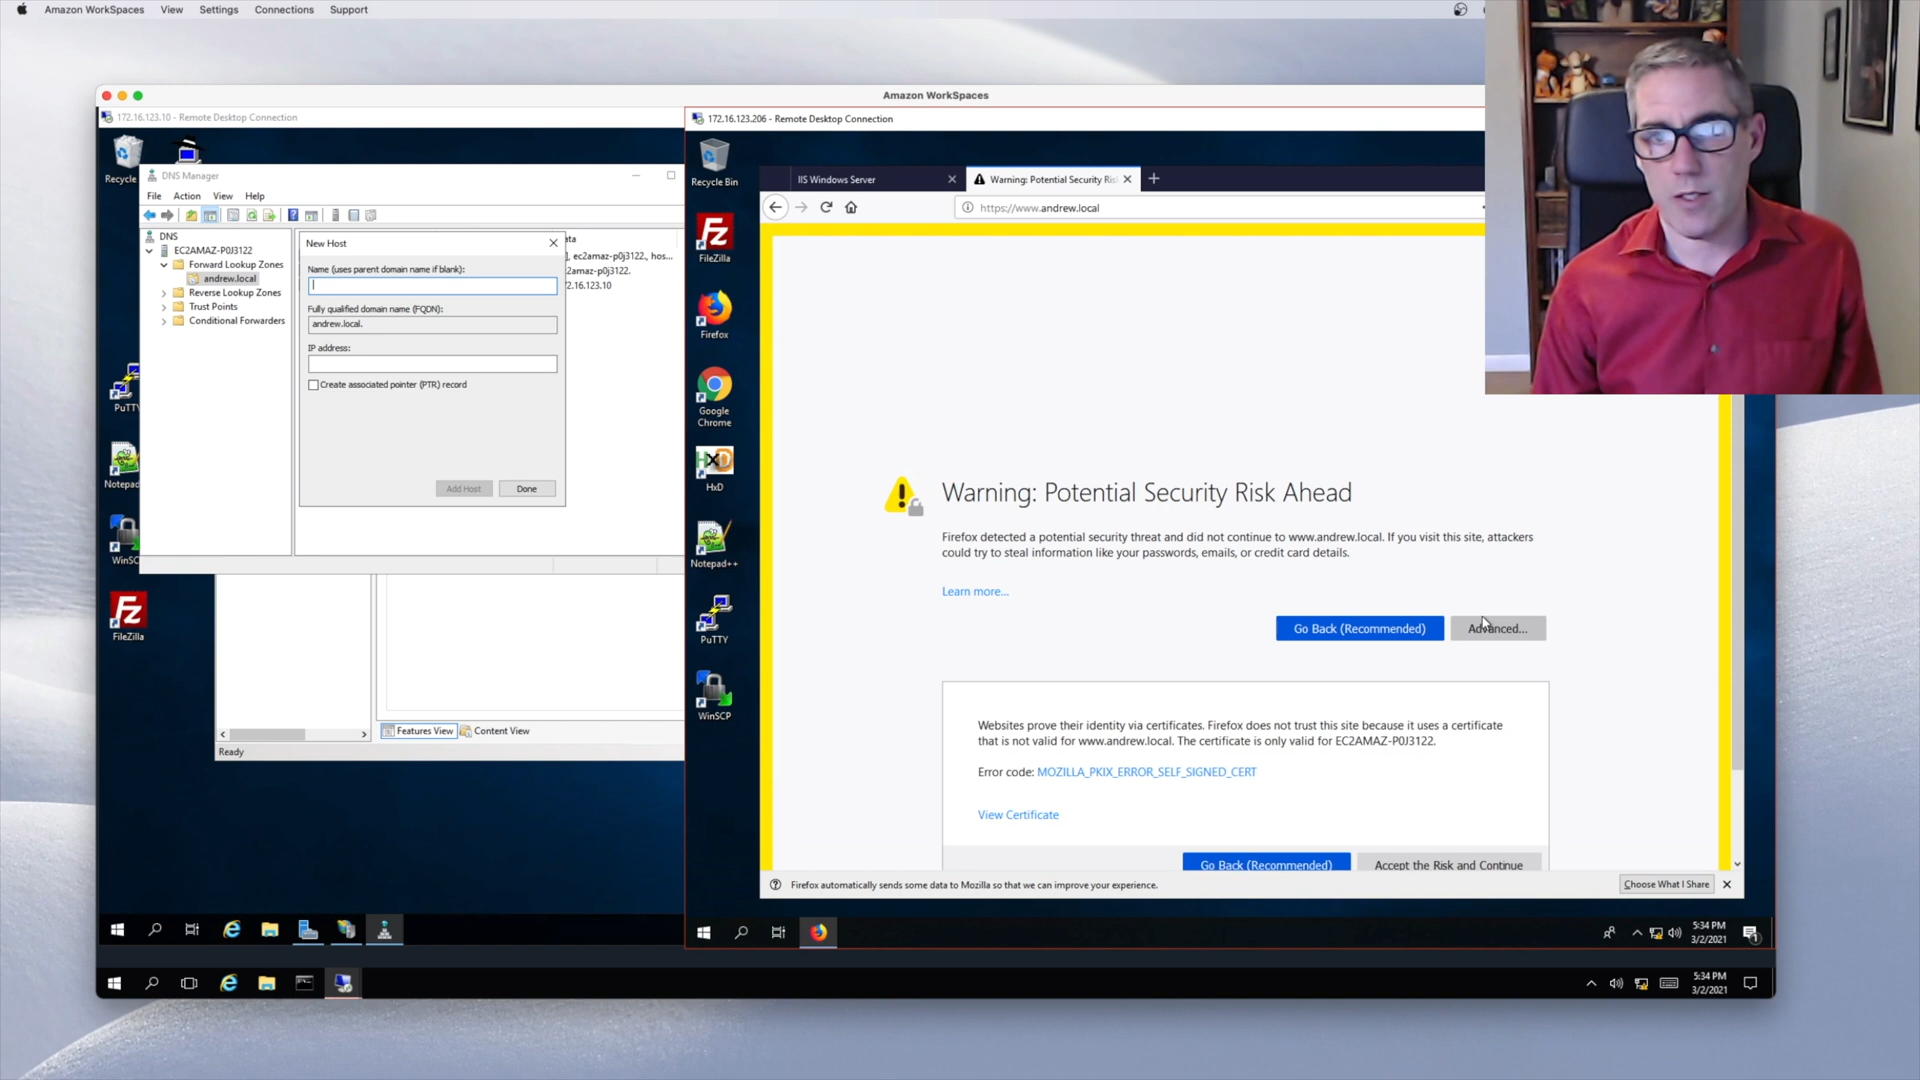 Amazon WorkSpaces View Settings Connections Support
Amazon WorkSpaces
172.16.123.10 - Remote Desktop Connection
Recycle
PuTTY
Notepad
WinSC
FileZilla
DNS Manager
File Action View Help
DNS
EC2AMAZ-P0J3122
Forward Lookup Zones
andrew.local
Reverse Lookup Zones
Trust Points
Conditional Forwarders
ata
], ec2amaz-p0j3122., hos...
2amaz-p0j3122.
72.16.123.10
New Host
Name (uses parent domain name if blank):
Fully qualified domain name (FQDN):
andrew.local.
IP address:
Create associated pointer (PTR) record
Add Host Done
Features View Content View
Ready
172.16.123.206 - Remote Desktop Connection
Recycle Bin
FileZilla
Firefox
Google
Chrome
HxD
Notepad++
PuTTY
WinSCP
IIS Windows Server
Warning: Potential Security Ris
https://www.andrew.local
Warning: Potential Security Risk Ahead
Firefox detected a potential security threat and did not continue to www.andrew.local. If you visit this site, attackers
could try to steal information like your passwords, emails, or credit card details.
Learn more...
Go Back (Recommended) Advanced...
Websites prove their identity via certificates. Firefox does not trust this site because it uses a certificate
that is not valid for www.andrew.local. The certificate is only valid for EC2AMAZ-P0J3122.
Error code: MOZILLA_PKIX_ERROR_SELF_SIGNED_CERT
View Certificate
Go Back (Recommended) Accept the Risk and Continue
Firefox automatically sends some data to Mozilla so that we can improve your experience.
Choose What I Share
5:34 PM
3/2/2021
1
5:34 PM
3/2/2021